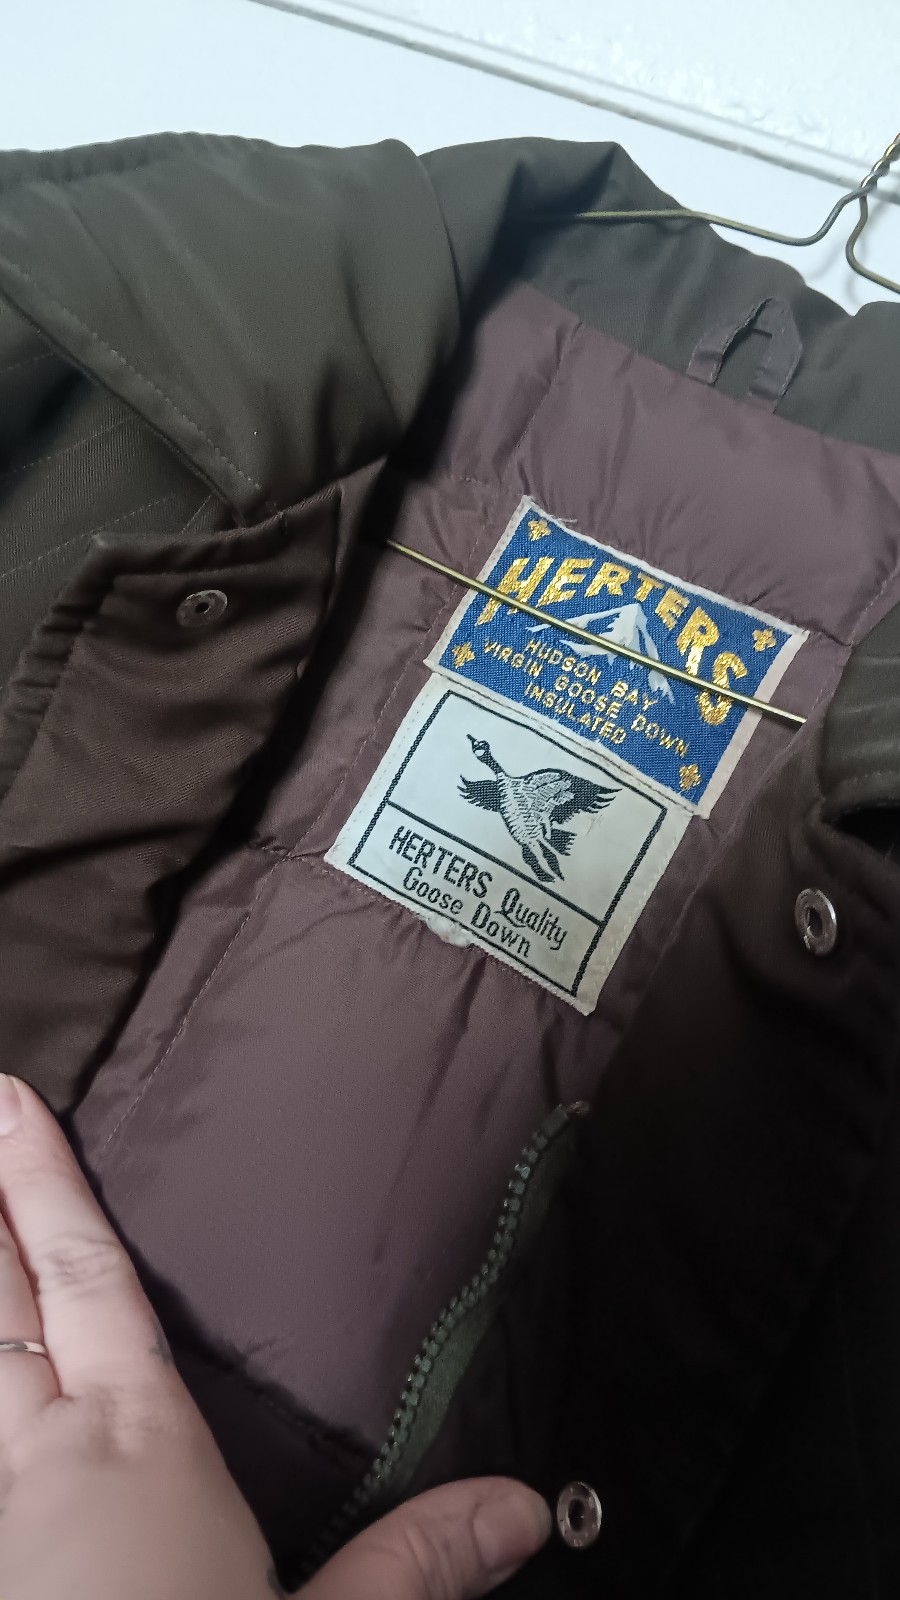 HERTERS
HUDSON BAY
VIRGIN GOOSE DOWN
INSULATED
HERTERS Quality
Goose Down